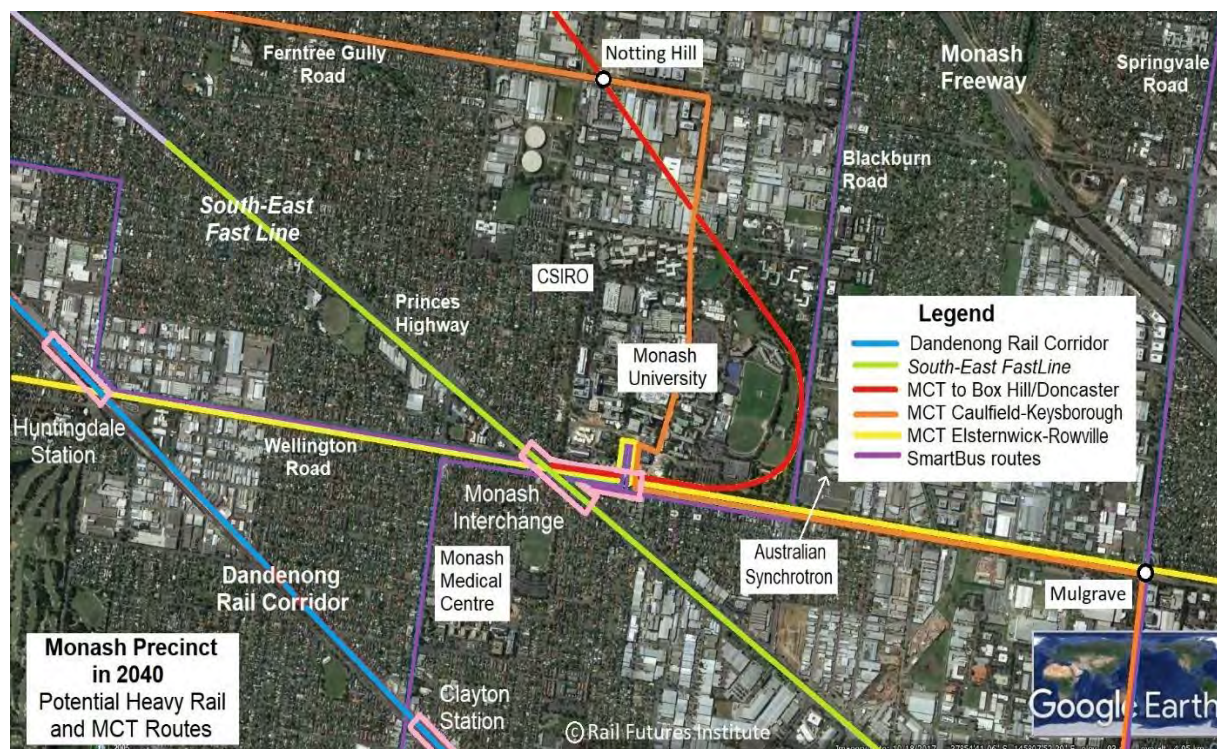 Ferntree Gully
Road
Notting Hill
Monash
Freeway
Springvale
Road
Blackburn
Road
South-East
Fast Line
CSIRO
Princes
Highway
Monash
University
Legend
Dandenong Rail Corridor
South-East FastLine
MCT to Box Hill/Doncaster
MCT Caulfield-Keysborough
MCT Elsternwick-Rowville
SmartBus routes
Huntingdale
Station
Wellington
Road
Monash
Interchange
Monash
Medical
Centre
Australian
Synchrotron
Mulgrave
Dandenong
Rail Corridor
Monash Precinct
in 2040
Potential Heavy Rail
and MCT Routes
Clayton
Station
©Rail Futures Institute
Google Earth